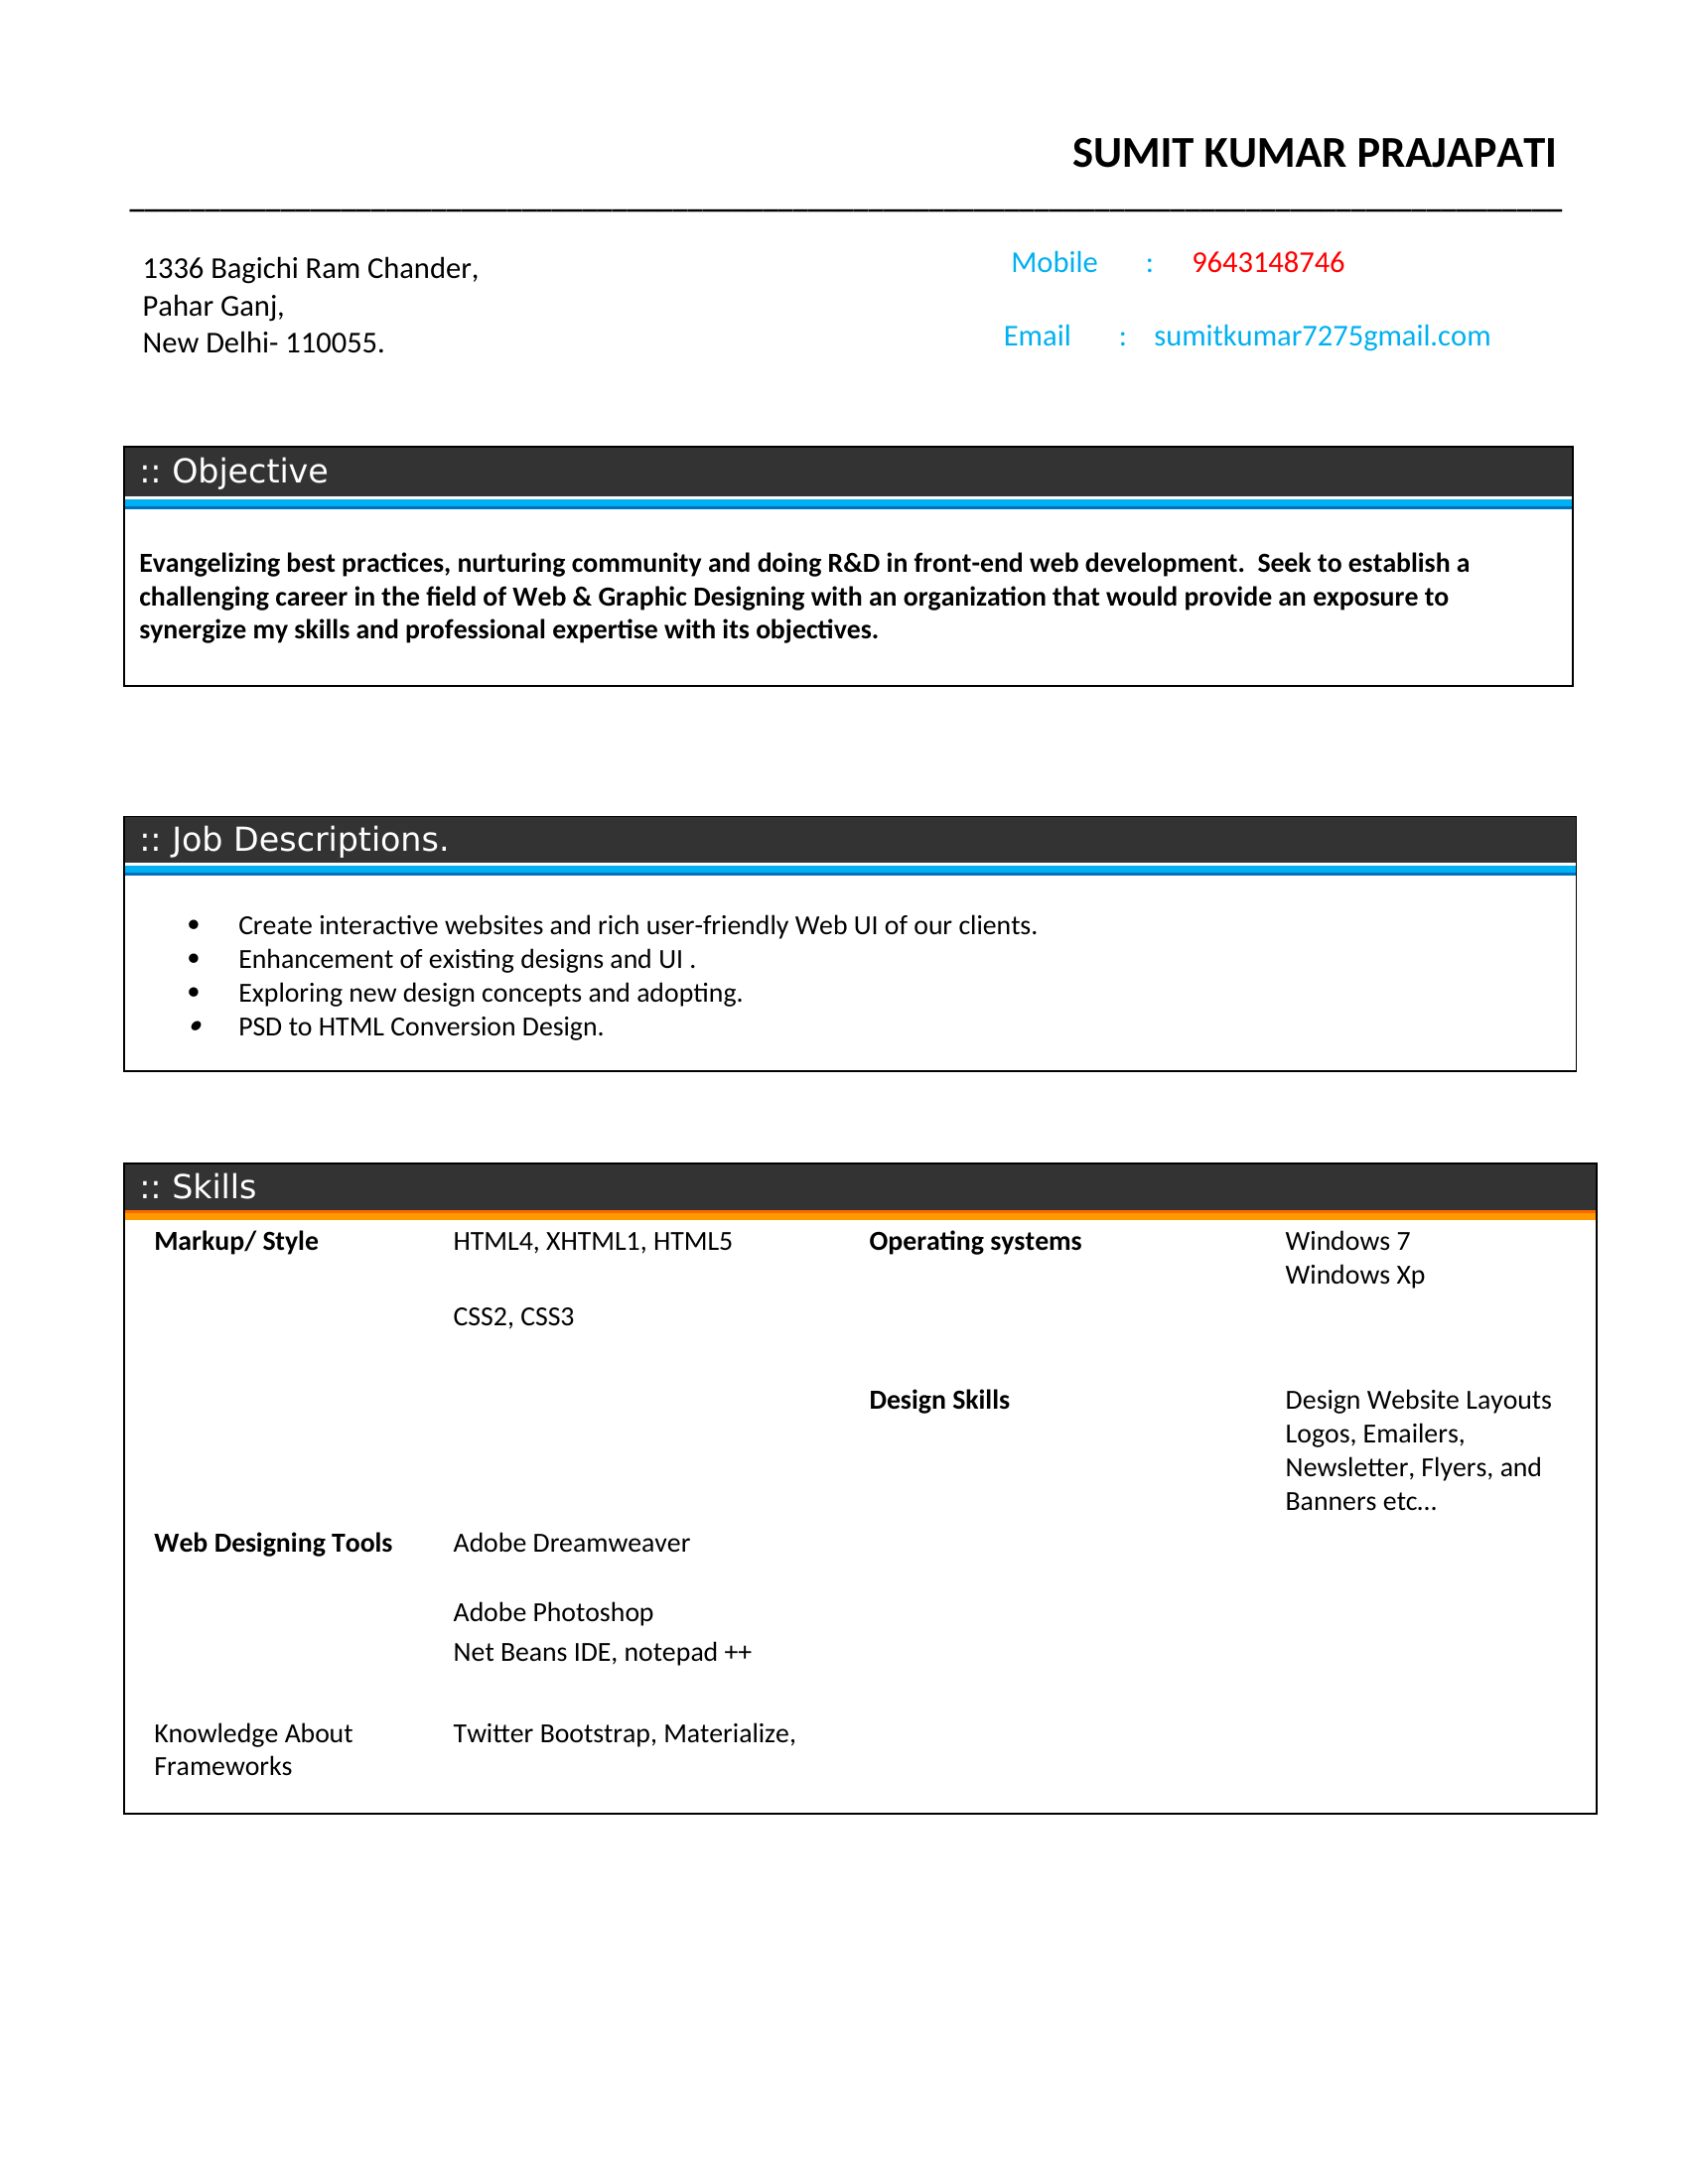 SUMIT KUMAR PRAJAPATI
1336 Bagichi Ram Chander,
Pahar Ganj,
New Delhi- 110055.
Mobile : 9643148746
Email : sumitkumar7275gmail.com
:: Objective
Evangelizing best practices, nurturing community and doing R&D in front-end web development.  Seek to establish a
challenging career in the field of Web & Graphic Designing with an organization that would provide an exposure to
synergize my skills and professional expertise with its objectives.
:: Job Descriptions.
• Create interactive websites and rich user-friendly Web UI of our clients.
• Enhancement of existing designs and UI .
• Exploring new design concepts and adopting.
• PSD to HTML Conversion Design.
:: Skills
Markup/ Style HTML4, XHTML1, HTML5 Operating systems Windows 7
Windows Xp
CSS2, CSS3
Design Skills Design Website Layouts
Logos, Emailers,
Newsletter, Flyers, and
Banners etc...
Web Designing Tools Adobe Dreamweaver
Adobe Photoshop
Net Beans IDE, notepad ++
Knowledge About Twitter Bootstrap, Materialize,
Frameworks